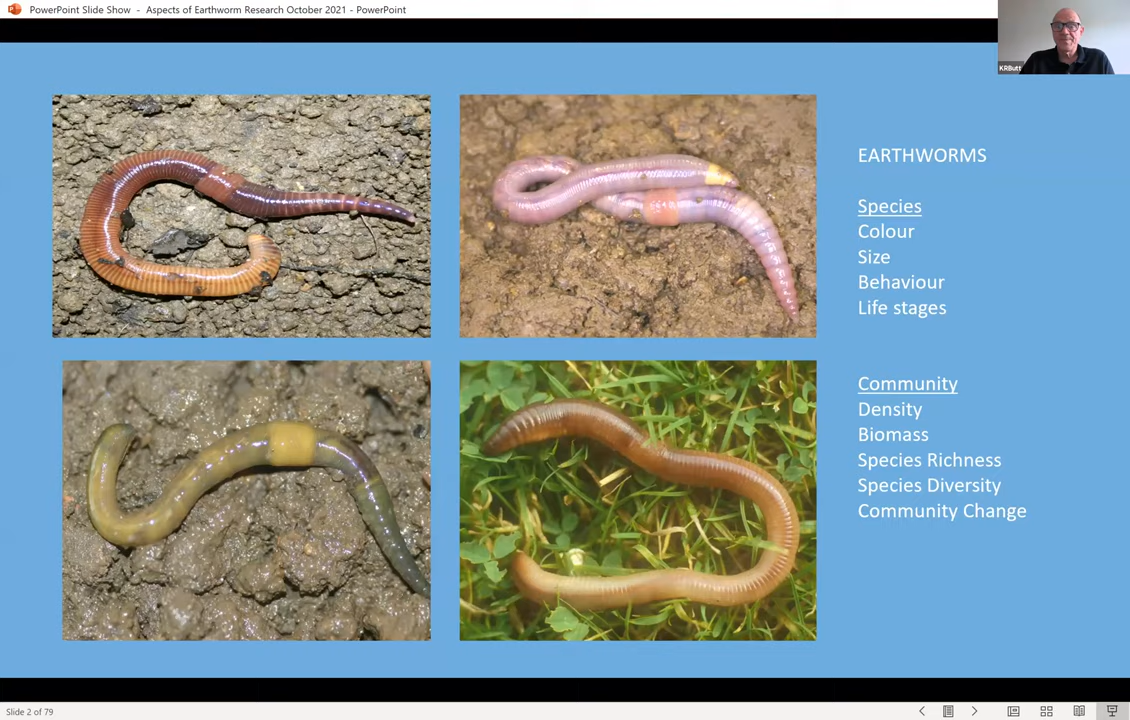 PowerPoint Slide Show - Aspects of Earthworm Research October 2021 - PowerPoint
KRButt
EARTHWORMS
Species
Colour
Size
Behaviour
Life stages
Community
Density
Biomass
Species Richness
Species Diversity
Community Change
Slide 2 of 79